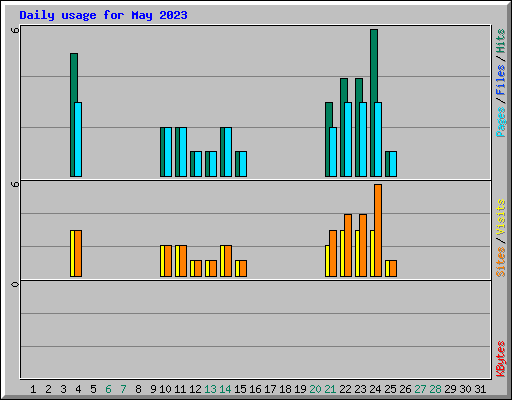 Daily usage for May 2023
6
Pages / Files / Hits
6
Sites / Visits
0
KBytes
1 2 3 4 5 6 7 8 9 10 11 12 13 14 15 16 17 18 19 20 21 22 23 24 25 26 27 28 29 30 31